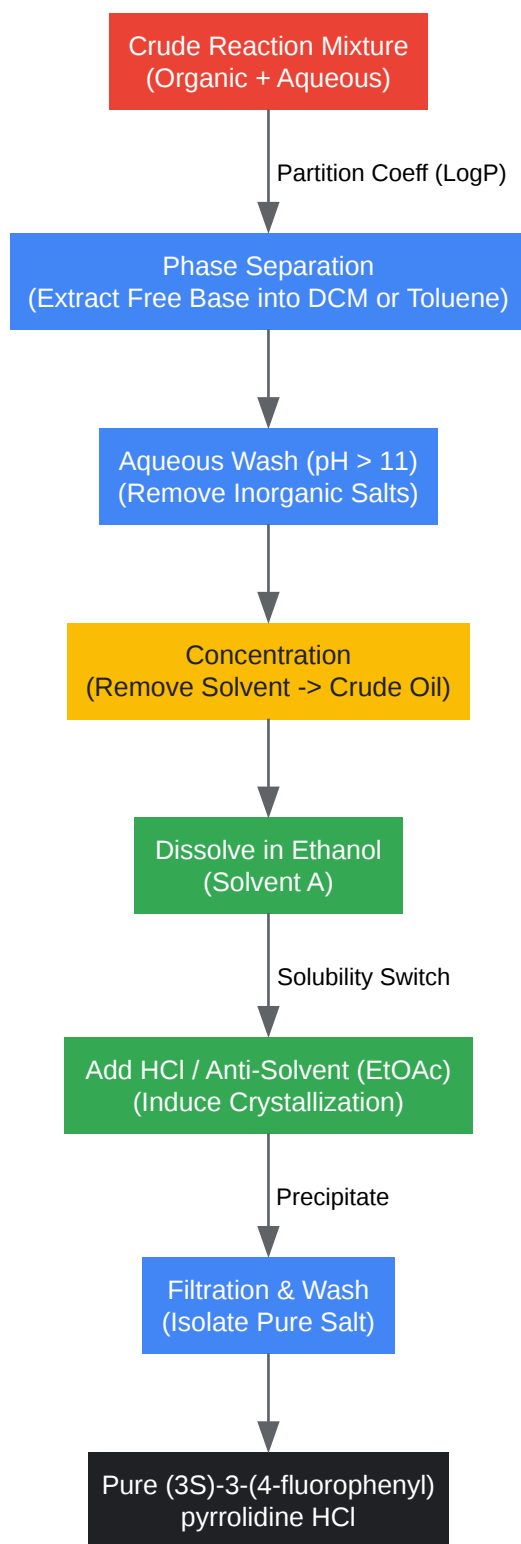 Crude Reaction Mixture
(Organic + Aqueous)
Partition Coeff (LogP)
Phase Separation
(Extract Free Base into DCM or Toluene)
Aqueous Wash (pH > 11)
(Remove Inorganic Salts)
Concentration
(Remove Solvent -> Crude Oil)
Dissolve in Ethanol
(Solvent A)
Solubility Switch
Add HCl / Anti-Solvent (EtOAc)
(Induce Crystallization)
Precipitate
Filtration & Wash
(Isolate Pure Salt)
Pure (3S)-3-(4-fluorophenyl)
pyrrolidine HCl